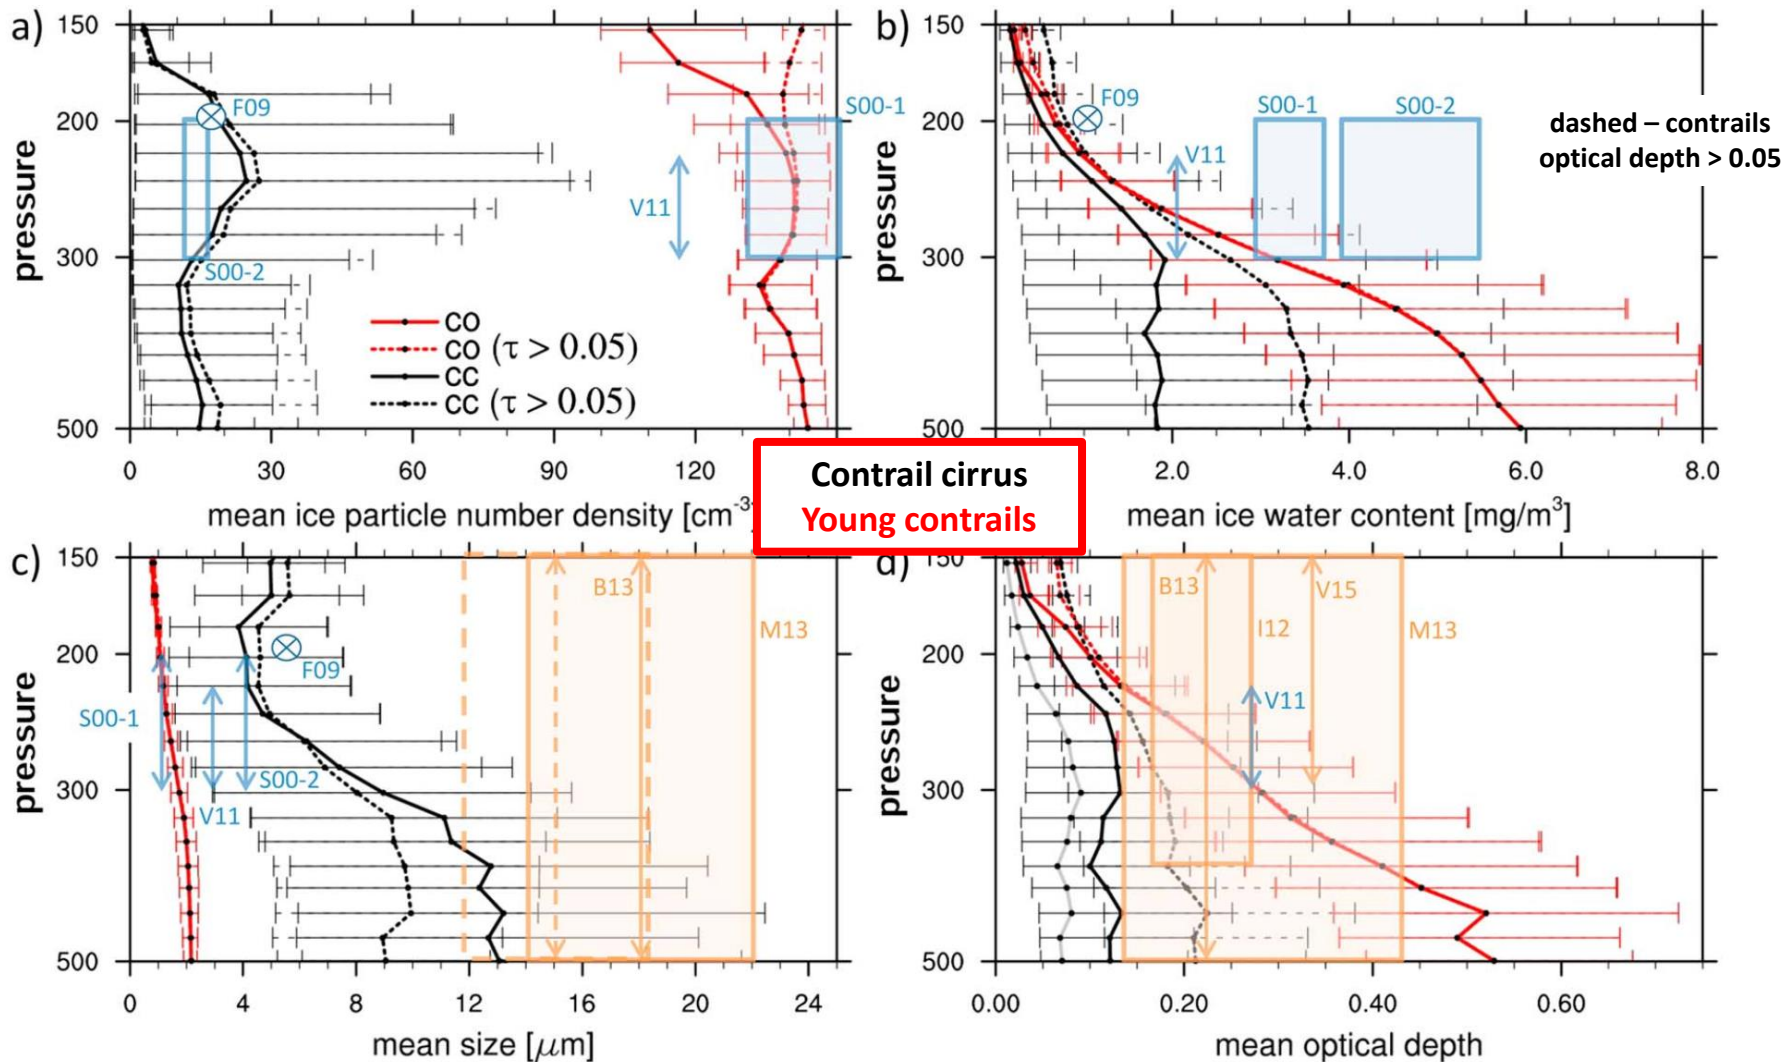 a)
150
200
300
500
pressure
0 30 60 90 120
mean ice particle number density [cm⁻³
F09
S00-2
V11
S00-1
CO
CO (τ > 0.05)
CC
CC (τ > 0.05)
b)
150
200
300
500
pressure
2.0 4.0 6.0 8.0
mean ice water content [mg/m³]
F09
V11
S00-1
S00-2
dashed – contrails
optical depth > 0.05
Contrail cirrus
Young contrails
c)
150
200
300
500
pressure
0 4 8 12 16 20 24
mean size [μm]
S00-1
V11
S00-2
F09
B13
M13
d)
150
200
300
500
pressure
0.00 0.20 0.40 0.60
mean optical depth
B13
I12
V11
V15
M13